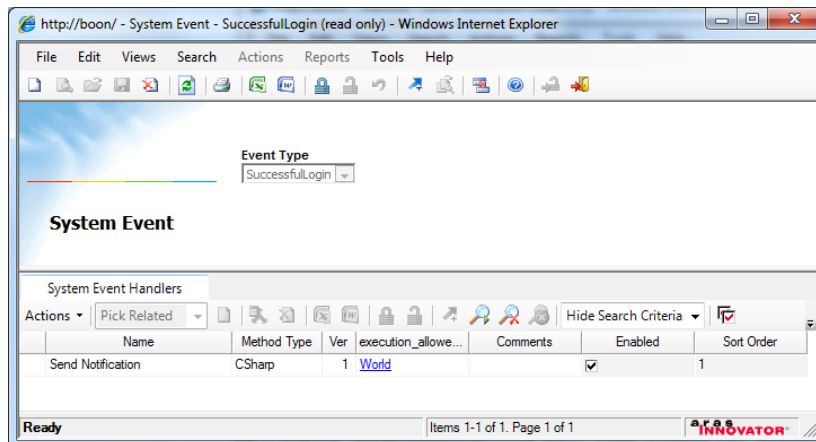 http://boon/ - System Event - SuccessfulLogin (read only) - Windows Internet Explorer
File Edit Views Search Actions Reports Tools Help
Event Type
SuccessfulLogin
System Event
System Event Handlers
Actions Pick Related Hide Search Criteria
Name Method Type Ver execution_allowe... Comments Enabled Sort Order
Send Notification CSharp 1 World 1
Ready Items 1-1 of 1. Page 1 of 1 aras INNOVATOR